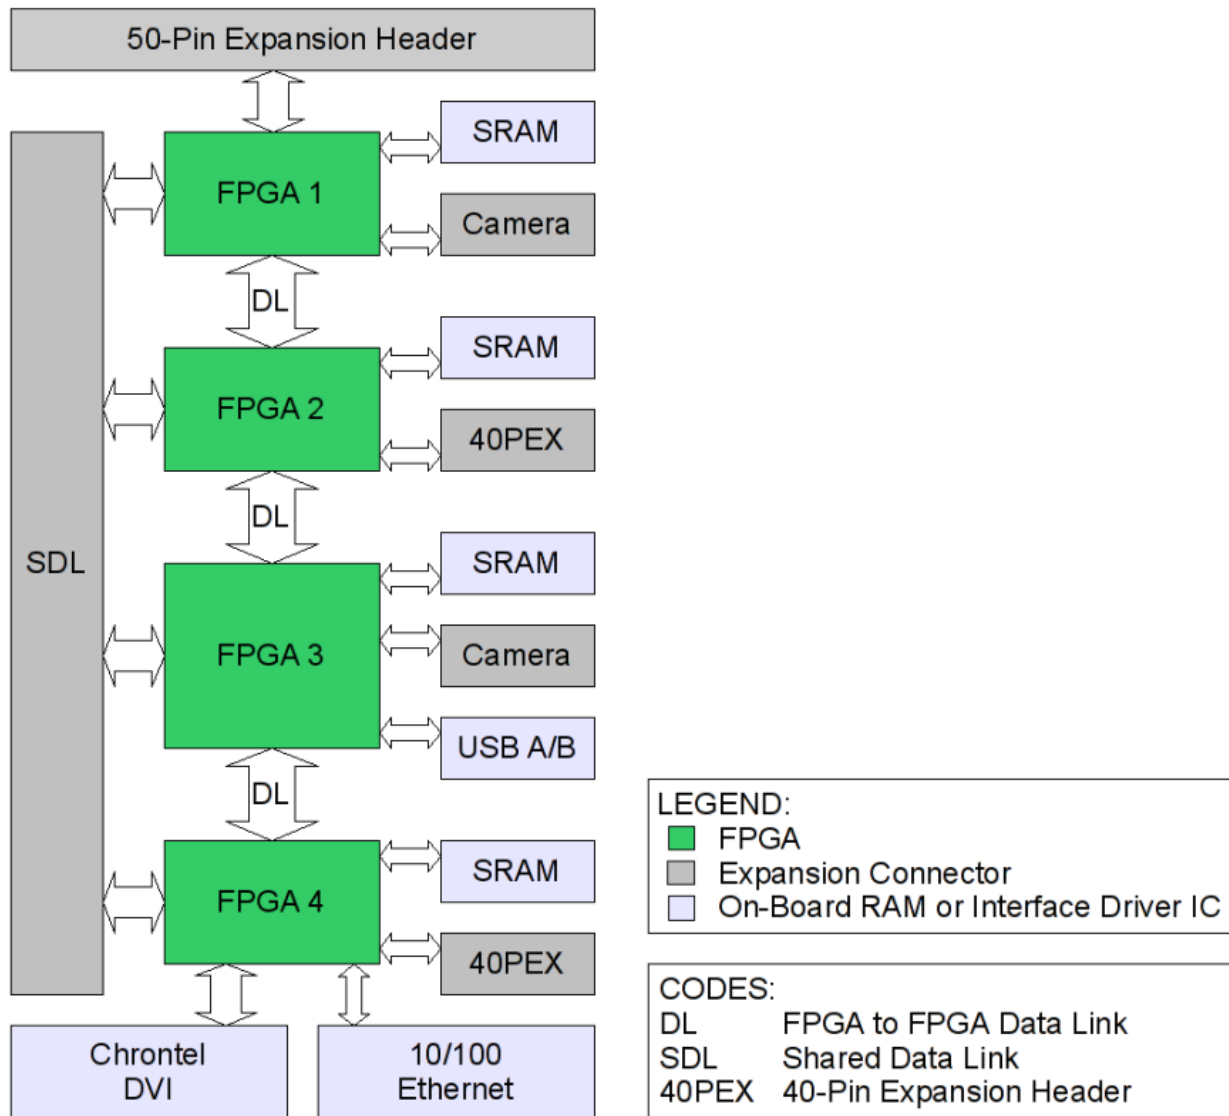 50-Pin Expansion Header
SRAM
FPGA 1
Camera
DL
SRAM
FPGA 2
40PEX
DL
SDL
SRAM
FPGA 3
Camera
USB A/B
DL
SRAM
FPGA 4
40PEX
Chrontel
DVI
10/100
Ethernet
LEGEND:
FPGA
Expansion Connector
On-Board RAM or Interface Driver IC
CODES:
DL FPGA to FPGA Data Link
SDL Shared Data Link
40PEX 40-Pin Expansion Header